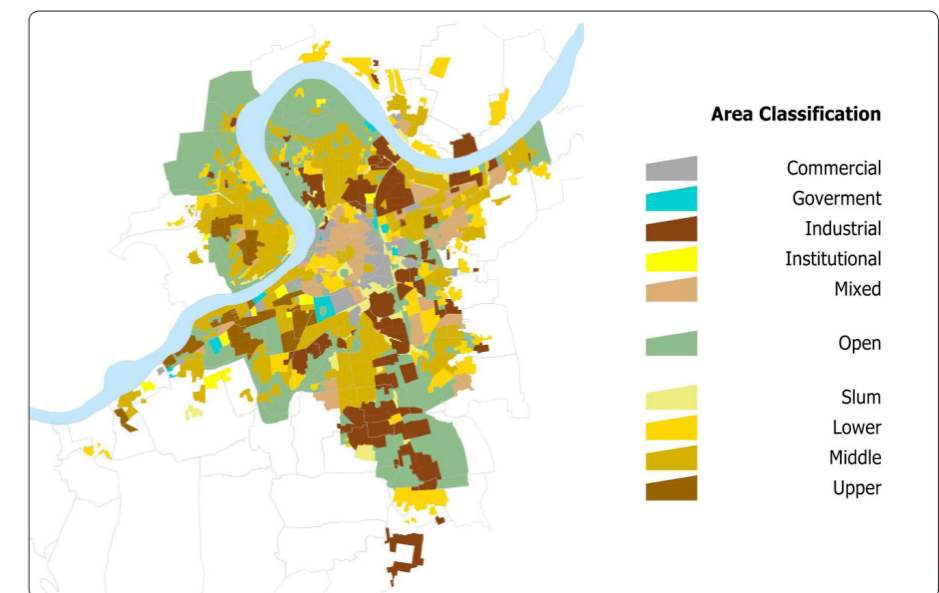 Area Classification
Commercial
Goverment
Industrial
Institutional
Mixed
Open
Slum
Lower
Middle
Upper